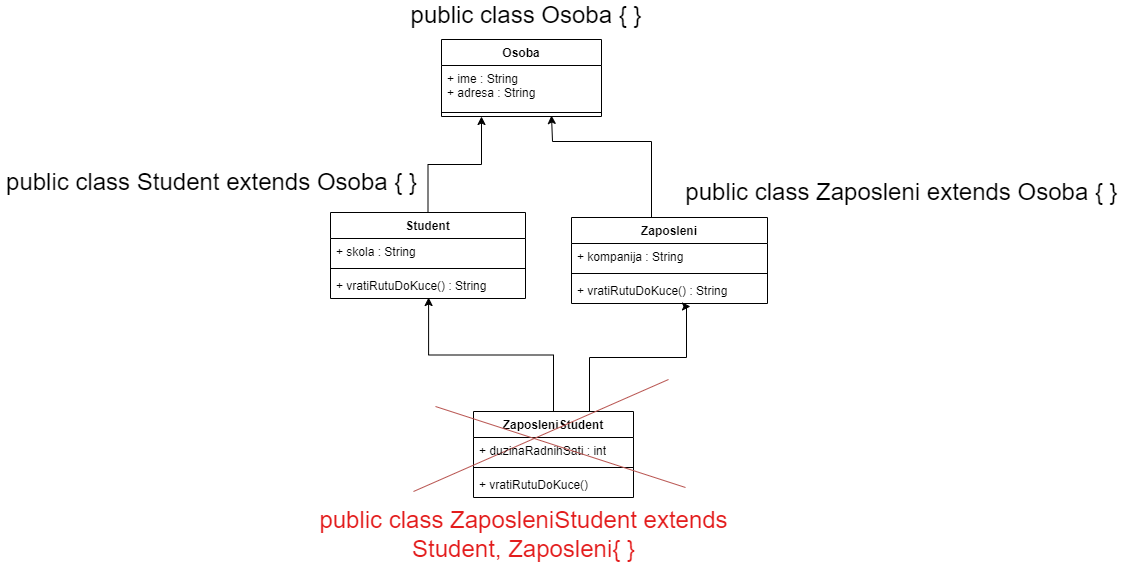 public class Osoba { }
Osoba
+ ime : String
+ adresa : String
public class Student extends Osoba { }
public class Zaposleni extends Osoba { }
Student
+ skola : String
+ vratiRutuDoKuce() : String
Zaposleni
+ kompanija : String
+ vratiRutuDoKuce() : String
ZaposleniStudent
+ duzinaRadnihSati : int
+ vratiRutuDoKuce()
public class ZaposleniStudent extends
Student, Zaposleni{ }